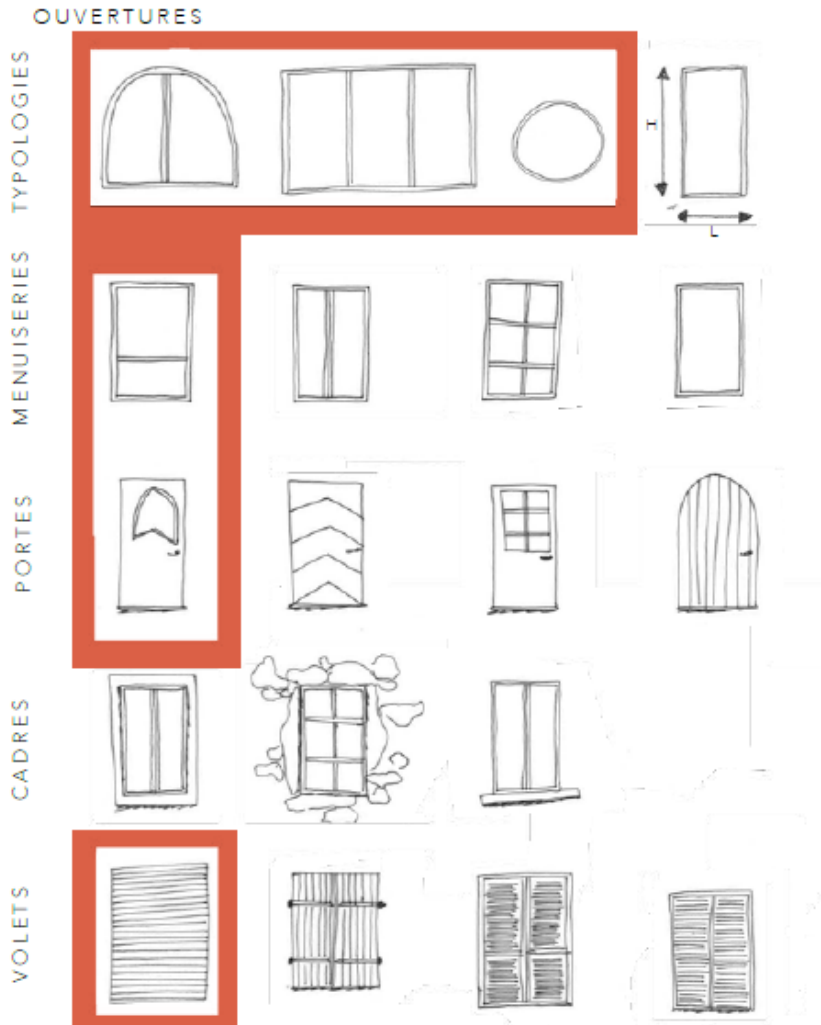 OUVERTURES
TYPOLOGIES
H
L
MENUISERIES
PORTES
CADRES
VOLETS